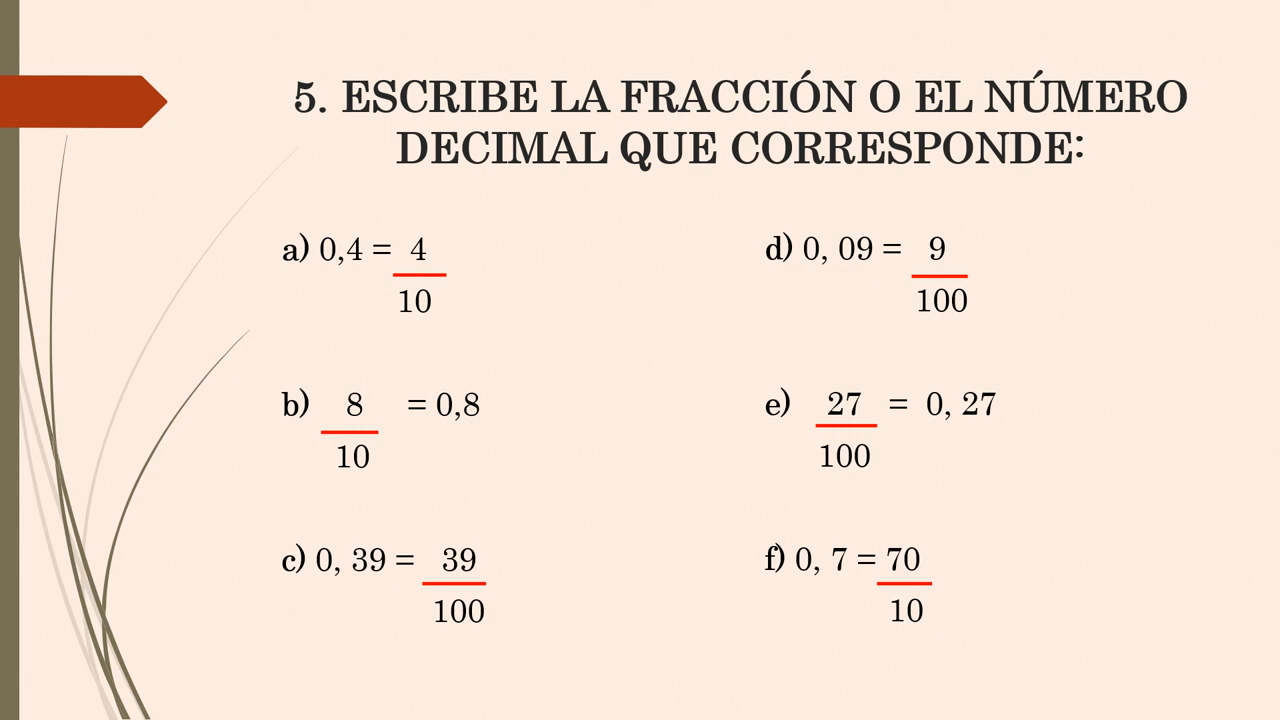 5. ESCRIBE LA FRACCIÓN O EL NÚMERO
DECIMAL QUE CORRESPONDE:
a) 0,4 = 4
10
b) 8 = 0,8
10
c) 0, 39 = 39
100
d) 0, 09 = 9
100
e) 27 = 0, 27
100
f) 0, 7 = 70
10